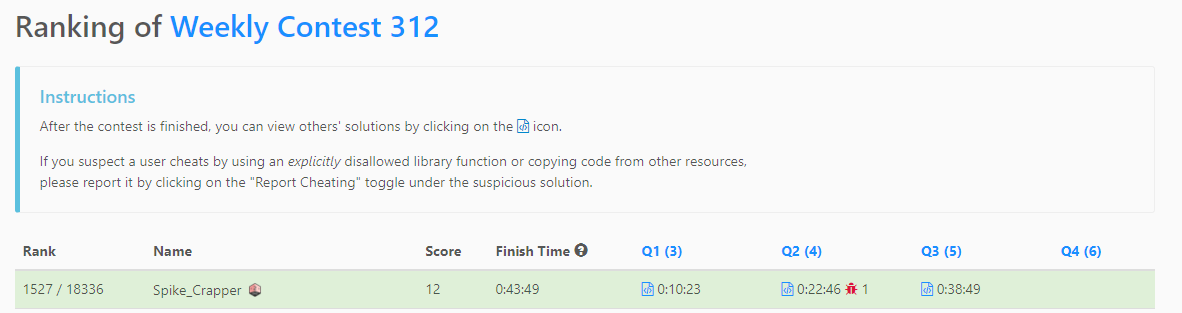 Ranking of Weekly Contest 312
Instructions
After the contest is finished, you can view others' solutions by clicking on the icon.
If you suspect a user cheats by using an explicitly disallowed library function or copying code from other resources,
please report it by clicking on the "Report Cheating" toggle under the suspicious solution.
Rank Name Score Finish Time Q1 (3) Q2 (4) Q3 (5) Q4 (6)
1527 / 18336 Spike_Crapper 12 0:43:49 0:10:23 0:22:46 1 0:38:49